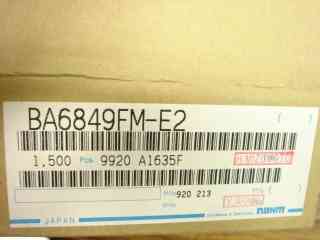 BA6849FM-E2
1,500 Pcs. 9920 A1635F
920 213
JAPAN